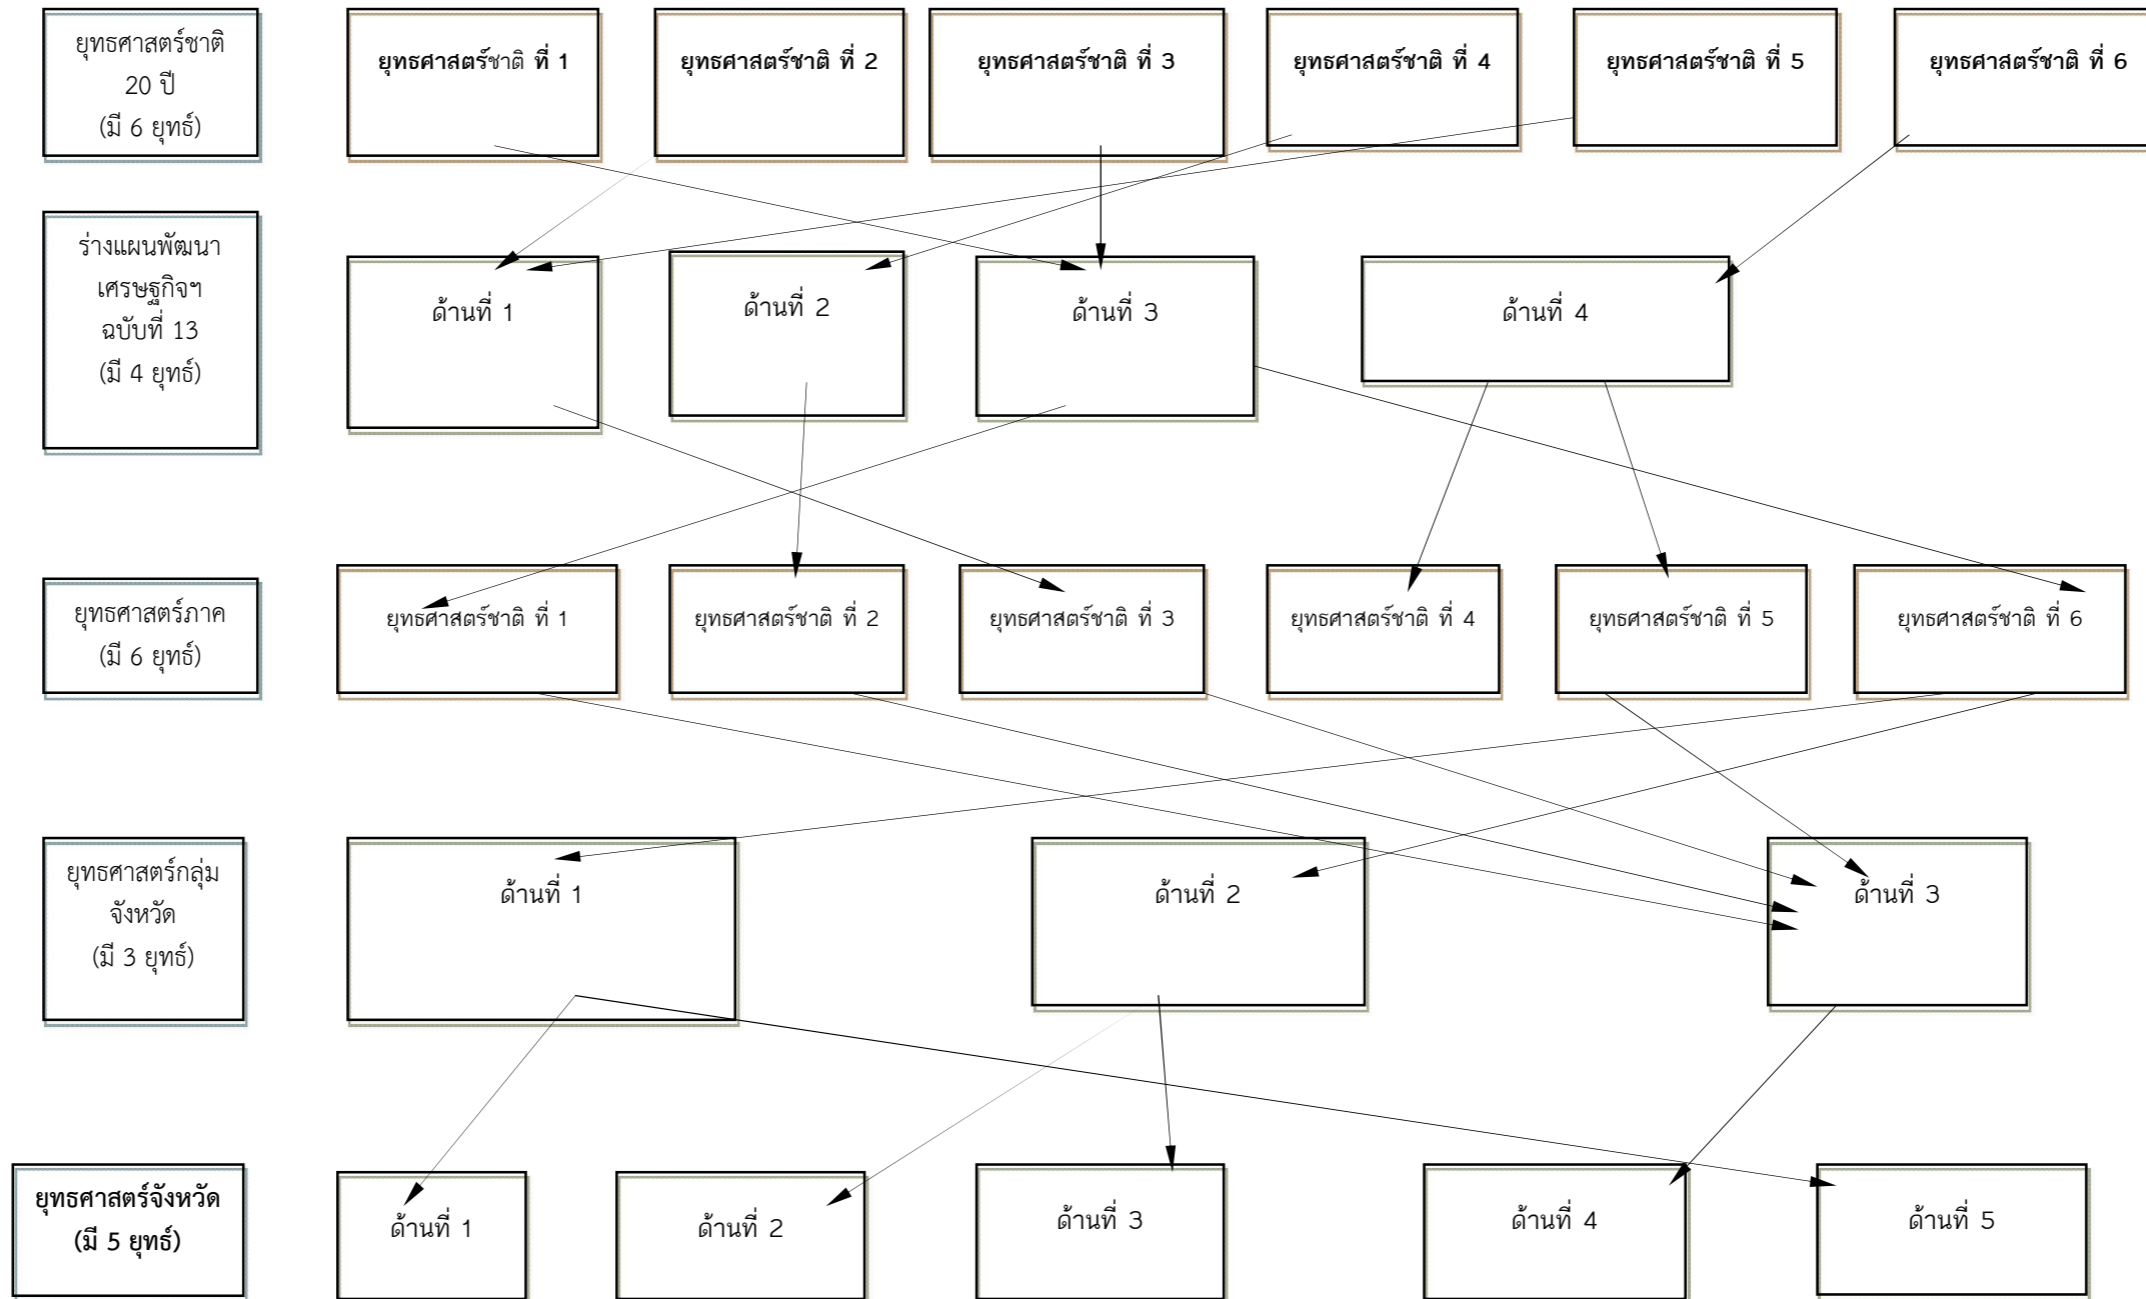 ยุทธศาสตร์ชาติ
20 ปี
(มี 6 ยุทธ์)
ยุทธศาสตร์ชาติ ที่ 1
ยุทธศาสตร์ชาติ ที่ 2
ยุทธศาสตร์ชาติ ที่ 3
ยุทธศาสตร์ชาติ ที่ 4
ยุทธศาสตร์ชาติ ที่ 5
ยุทธศาสตร์ชาติ ที่ 6
ร่างแผนพัฒนา
เศรษฐกิจฯ
ฉบับที่ 13
(มี 4 ยุทธ์)
ด้านที่ 1
ด้านที่ 2
ด้านที่ 3
ด้านที่ 4
ยุทธศาสตร์ภาค
(มี 6 ยุทธ์)
ยุทธศาสตร์ชาติ ที่ 1
ยุทธศาสตร์ชาติ ที่ 2
ยุทธศาสตร์ชาติ ที่ 3
ยุทธศาสตร์ชาติ ที่ 4
ยุทธศาสตร์ชาติ ที่ 5
ยุทธศาสตร์ชาติ ที่ 6
ยุทธศาสตร์กลุ่ม
จังหวัด
(มี 3 ยุทธ์)
ด้านที่ 1
ด้านที่ 2
ด้านที่ 3
ยุทธศาสตร์จังหวัด
(มี 5 ยุทธ์)
ด้านที่ 1
ด้านที่ 2
ด้านที่ 3
ด้านที่ 4
ด้านที่ 5